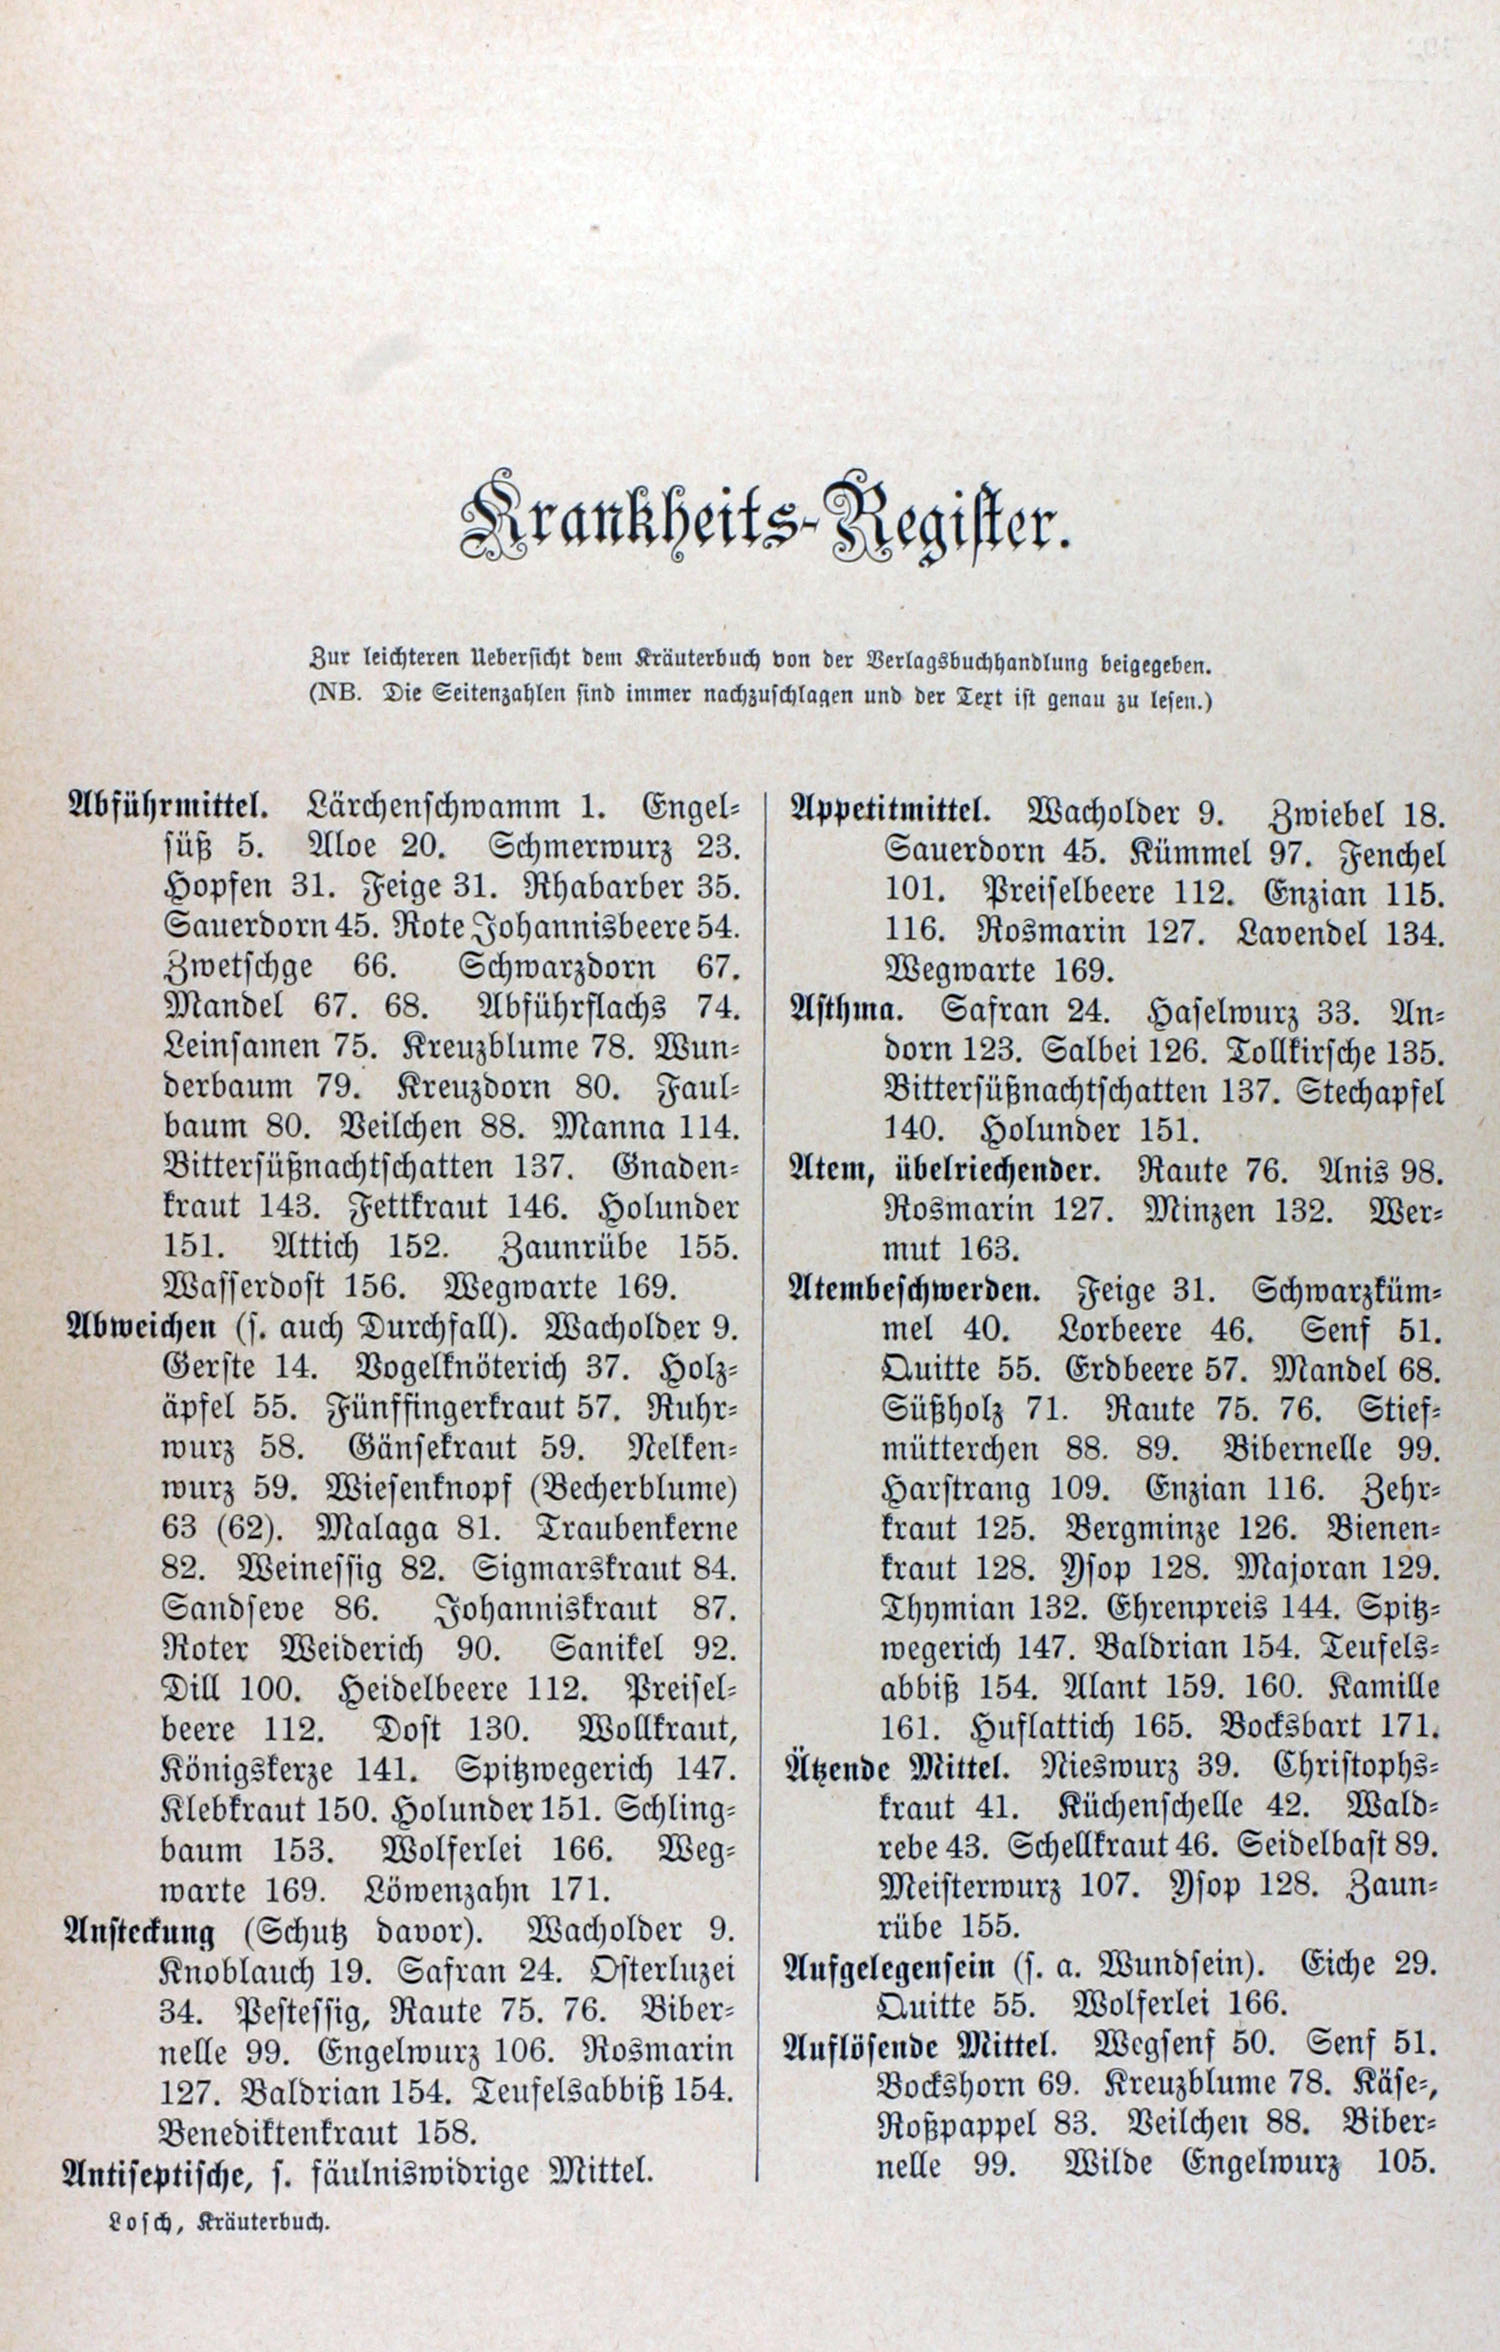 Krankheits-Register.
Zur leichteren Uebersicht dem Kräuterbuch von der Verlagsbuchhandlung beigegeben.
(NB. Die Seitenzahlen sind immer nachzuschlagen und der Text ist genau zu lesen.)
Abführmittel. Lärchenschwamm 1. Engel-
süß 5. Aloe 20. Schmerwurz 23.
Hopfen 31. Feige 31. Rhabarber 35.
Sauerdorn 45. Rote Johannisbeere 54.
Zwetschge 66. Schwarzdorn 67.
Mandel 67. 68. Abführflachs 74.
Leinsamen 75. Kreuzblume 78. Wun-
derbaum 79. Kreuzdorn 80. Faul-
baum 80. Veilchen 88. Manna 114.
Bittersüßnachtschatten 137. Gnaden-
kraut 143. Fettkraut 146. Holunder
151. Attich 152. Zaunrübe 155.
Wasserdost 156. Wegwarte 169.
Abweichen (s. auch Durchfall). Wacholder 9.
Gerste 14. Vogelknöterich 37. Holz-
äpfel 55. Fünffingerkraut 57. Ruhr-
wurz 58. Gänsekraut 59. Nelken-
wurz 59. Wiesenknopf (Becherblume)
63 (62). Malaga 81. Traubenkerne
82. Weinessig 82. Sigmarskraut 84.
Sandseve 86. Johanniskraut 87.
Roter Weiderich 90. Sanikel 92.
Dill 100. Heidelbeere 112. Preisel-
beere 112. Dost 130. Wollkraut,
Königskerze 141. Spitzwegerich 147.
Klebkraut 150. Holunder 151. Schling-
baum 153. Wolferlei 166. Weg-
warte 169. Löwenzahn 171.
Ansteckung (Schutz davor). Wacholder 9.
Knoblauch 19. Safran 24. Osterluzei
34. Pestessig, Raute 75. 76. Biber-
nelle 99. Engelwurz 106. Rosmarin
127. Baldrian 154. Teufelsabbiß 154.
Benediktenkraut 158.
Antiseptische, s. fäulniswidrige Mittel.
Losch, Kräuterbuch.
Appetitmittel. Wacholder 9. Zwiebel 18.
Sauerdorn 45. Kümmel 97. Fenchel
101. Preiselbeere 112. Enzian 115.
116. Rosmarin 127. Lavendel 134.
Wegwarte 169.
Asthma. Safran 24. Haselwurz 33. An-
dorn 123. Salbei 126. Tollkirsche 135.
Bittersüßnachtschatten 137. Stechapfel
140. Holunder 151.
Atem, übelriechender. Raute 76. Anis 98.
Rosmarin 127. Minzen 132. Wer-
mut 163.
Atembeschwerden. Feige 31. Schwarzküm-
mel 40. Lorbeere 46. Senf 51.
Quitte 55. Erdbeere 57. Mandel 68.
Süßholz 71. Raute 75. 76. Stief-
mütterchen 88. 89. Bibernelle 99.
Harstrang 109. Enzian 116. Zehr-
kraut 125. Bergminze 126. Bienen-
kraut 128. Ysop 128. Majoran 129.
Thymian 132. Ehrenpreis 144. Spitz-
wegerich 147. Baldrian 154. Teufels-
abbiß 154. Alant 159. 160. Kamille
161. Huflattich 165. Bocksbart 171.
Ätzende Mittel. Nieswurz 39. Christophs-
kraut 41. Küchenschelle 42. Wald-
rebe 43. Schellkraut 46. Seidelbast 89.
Meisterwurz 107. Ysop 128. Zaun-
rübe 155.
Aufgelegensein (s. a. Wundsein). Eiche 29.
Quitte 55. Wolferlei 166.
Auflösende Mittel. Wegsenf 50. Senf 51.
Bockshorn 69. Kreuzblume 78. Käse-,
Roßpappel 83. Veilchen 88. Biber-
nelle 99. Wilde Engelwurz 105.